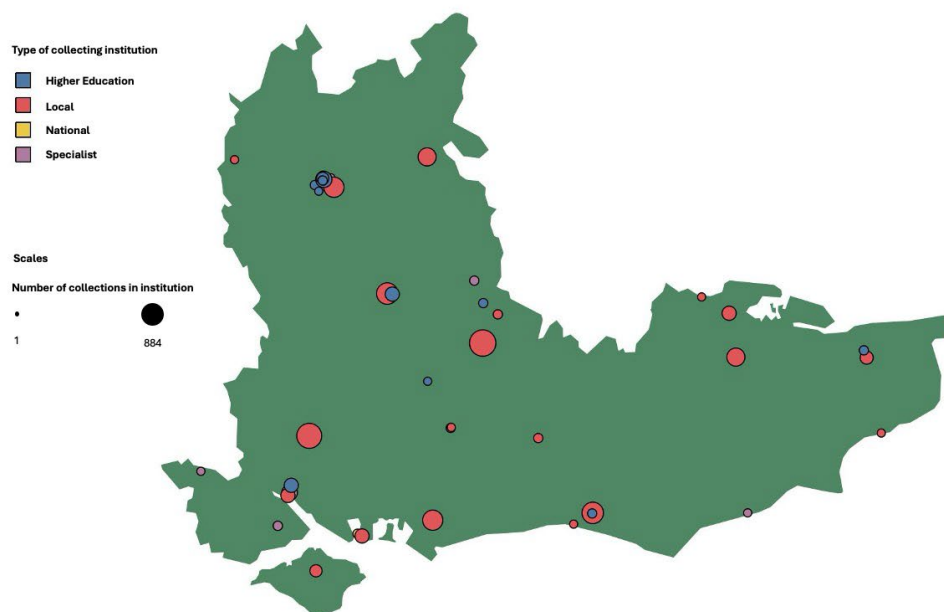 Type of collecting institution
Higher Education
Local
National
Specialist
Scales
Number of collections in institution
1
884